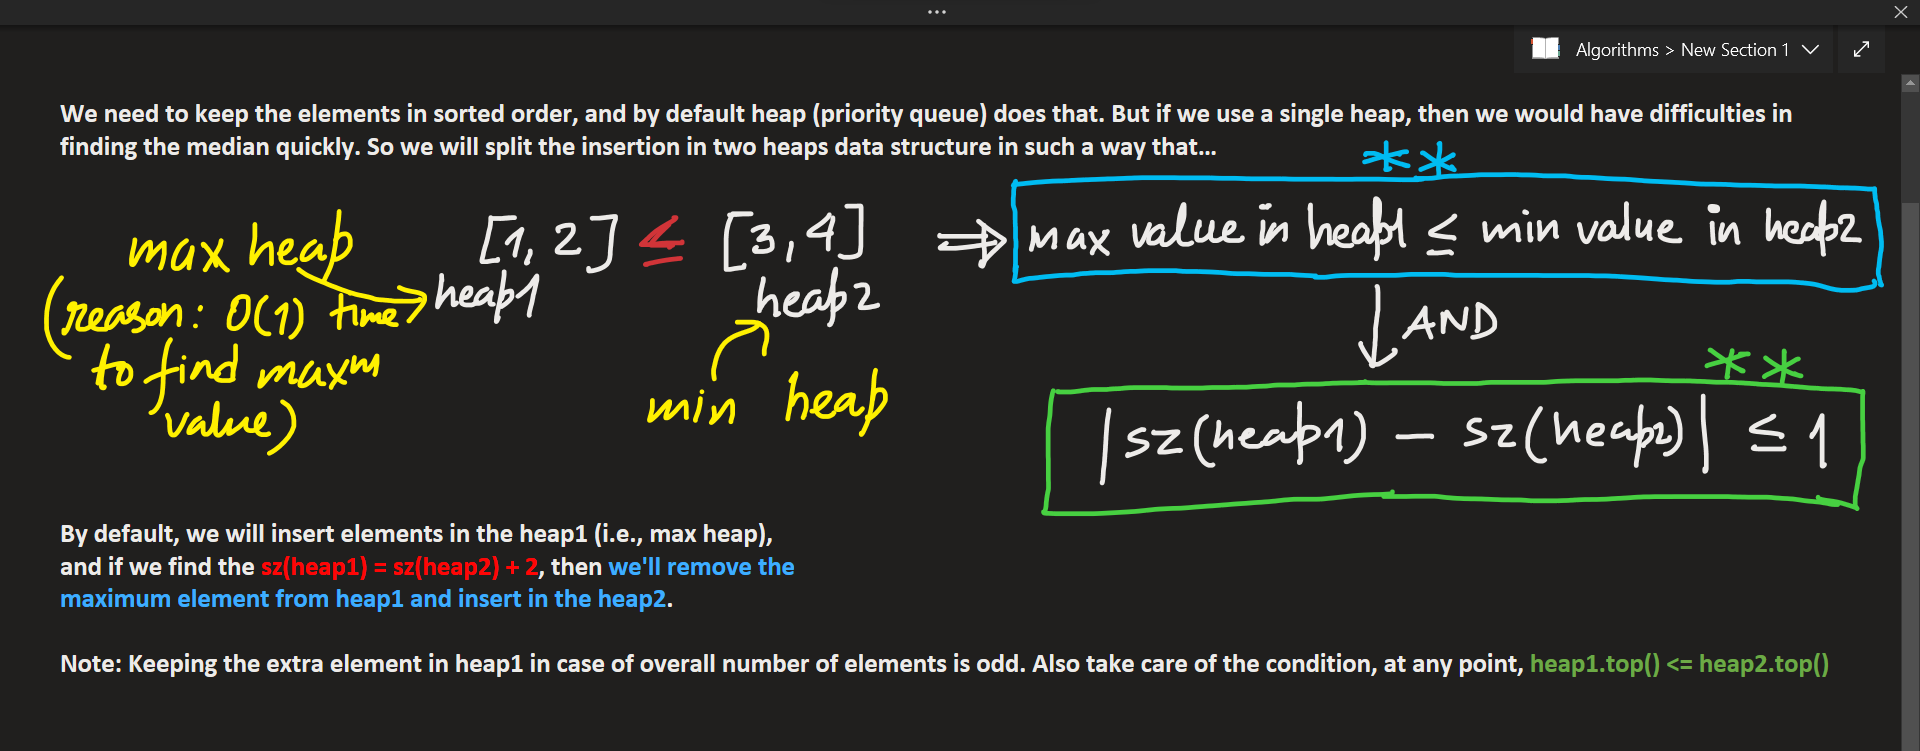 Algorithms > New Section 1
We need to keep the elements in sorted order, and by default heap (priority queue) does that. But if we use a single heap, then we would have difficulties in
finding the median quickly. So we will split the insertion in two heaps data structure in such a way that...
**
max heap [1, 2] ≤ [3, 4] ⇒ max value in heap1 ≤ min value in heap2
(reason: O(1) time heap1 heap2 AND
to find maxm
value)
min heap
**
|sz(heap1) – sz(heap2)| ≤ 1
By default, we will insert elements in the heap1 (i.e., max heap),
and if we find the sz(heap1) = sz(heap2) + 2, then we'll remove the
maximum element from heap1 and insert in the heap2.
Note: Keeping the extra element in heap1 in case of overall number of elements is odd. Also take care of the condition, at any point, heap1.top() <= heap2.top()